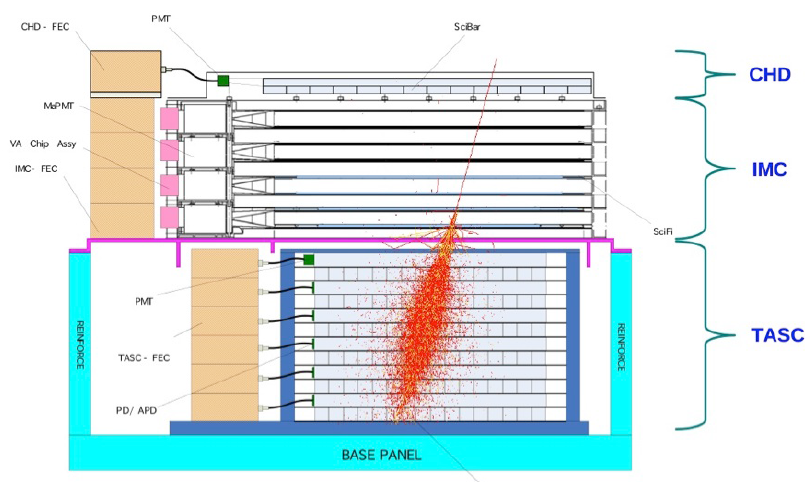 CHD - FEC
PMT
SciBar
CHD
MaPMT
VA Chip Assy
IMC- FEC
IMC
SciFi
PMT
TASC - FEC
PD/ APD
REINFORCE
REINFORCE
TASC
BASE PANEL